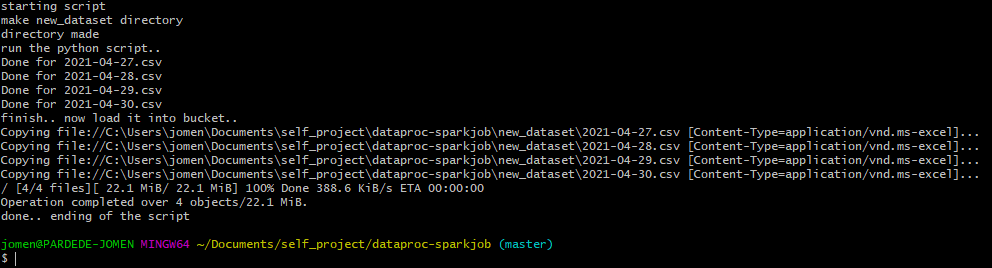 starting script
make new_dataset directory
directory made
run the python script..
Done for 2021-04-27.csv
Done for 2021-04-28.csv
Done for 2021-04-29.csv
Done for 2021-04-30.csv
finish.. now load it into bucket..
Copying file://C:\Users\jomen\Documents\self_project\dataproc-sparkjob\new_dataset\2021-04-27.csv [Content-Type=application/vnd.ms-excel]...
Copying file://C:\Users\jomen\Documents\self_project\dataproc-sparkjob\new_dataset\2021-04-28.csv [Content-Type=application/vnd.ms-excel]...
Copying file://C:\Users\jomen\Documents\self_project\dataproc-sparkjob\new_dataset\2021-04-29.csv [Content-Type=application/vnd.ms-excel]...
Copying file://C:\Users\jomen\Documents\self_project\dataproc-sparkjob\new_dataset\2021-04-30.csv [Content-Type=application/vnd.ms-excel]...
/ [4/4 files][ 22.1 MiB/ 22.1 MiB] 100% Done 388.6 KiB/s ETA 00:00:00
Operation completed over 4 objects/22.1 MiB.
done.. ending of the script
jomen@PARDEDE-JOMEN MINGW64 ~/Documents/self_project/dataproc-sparkjob (master)
$